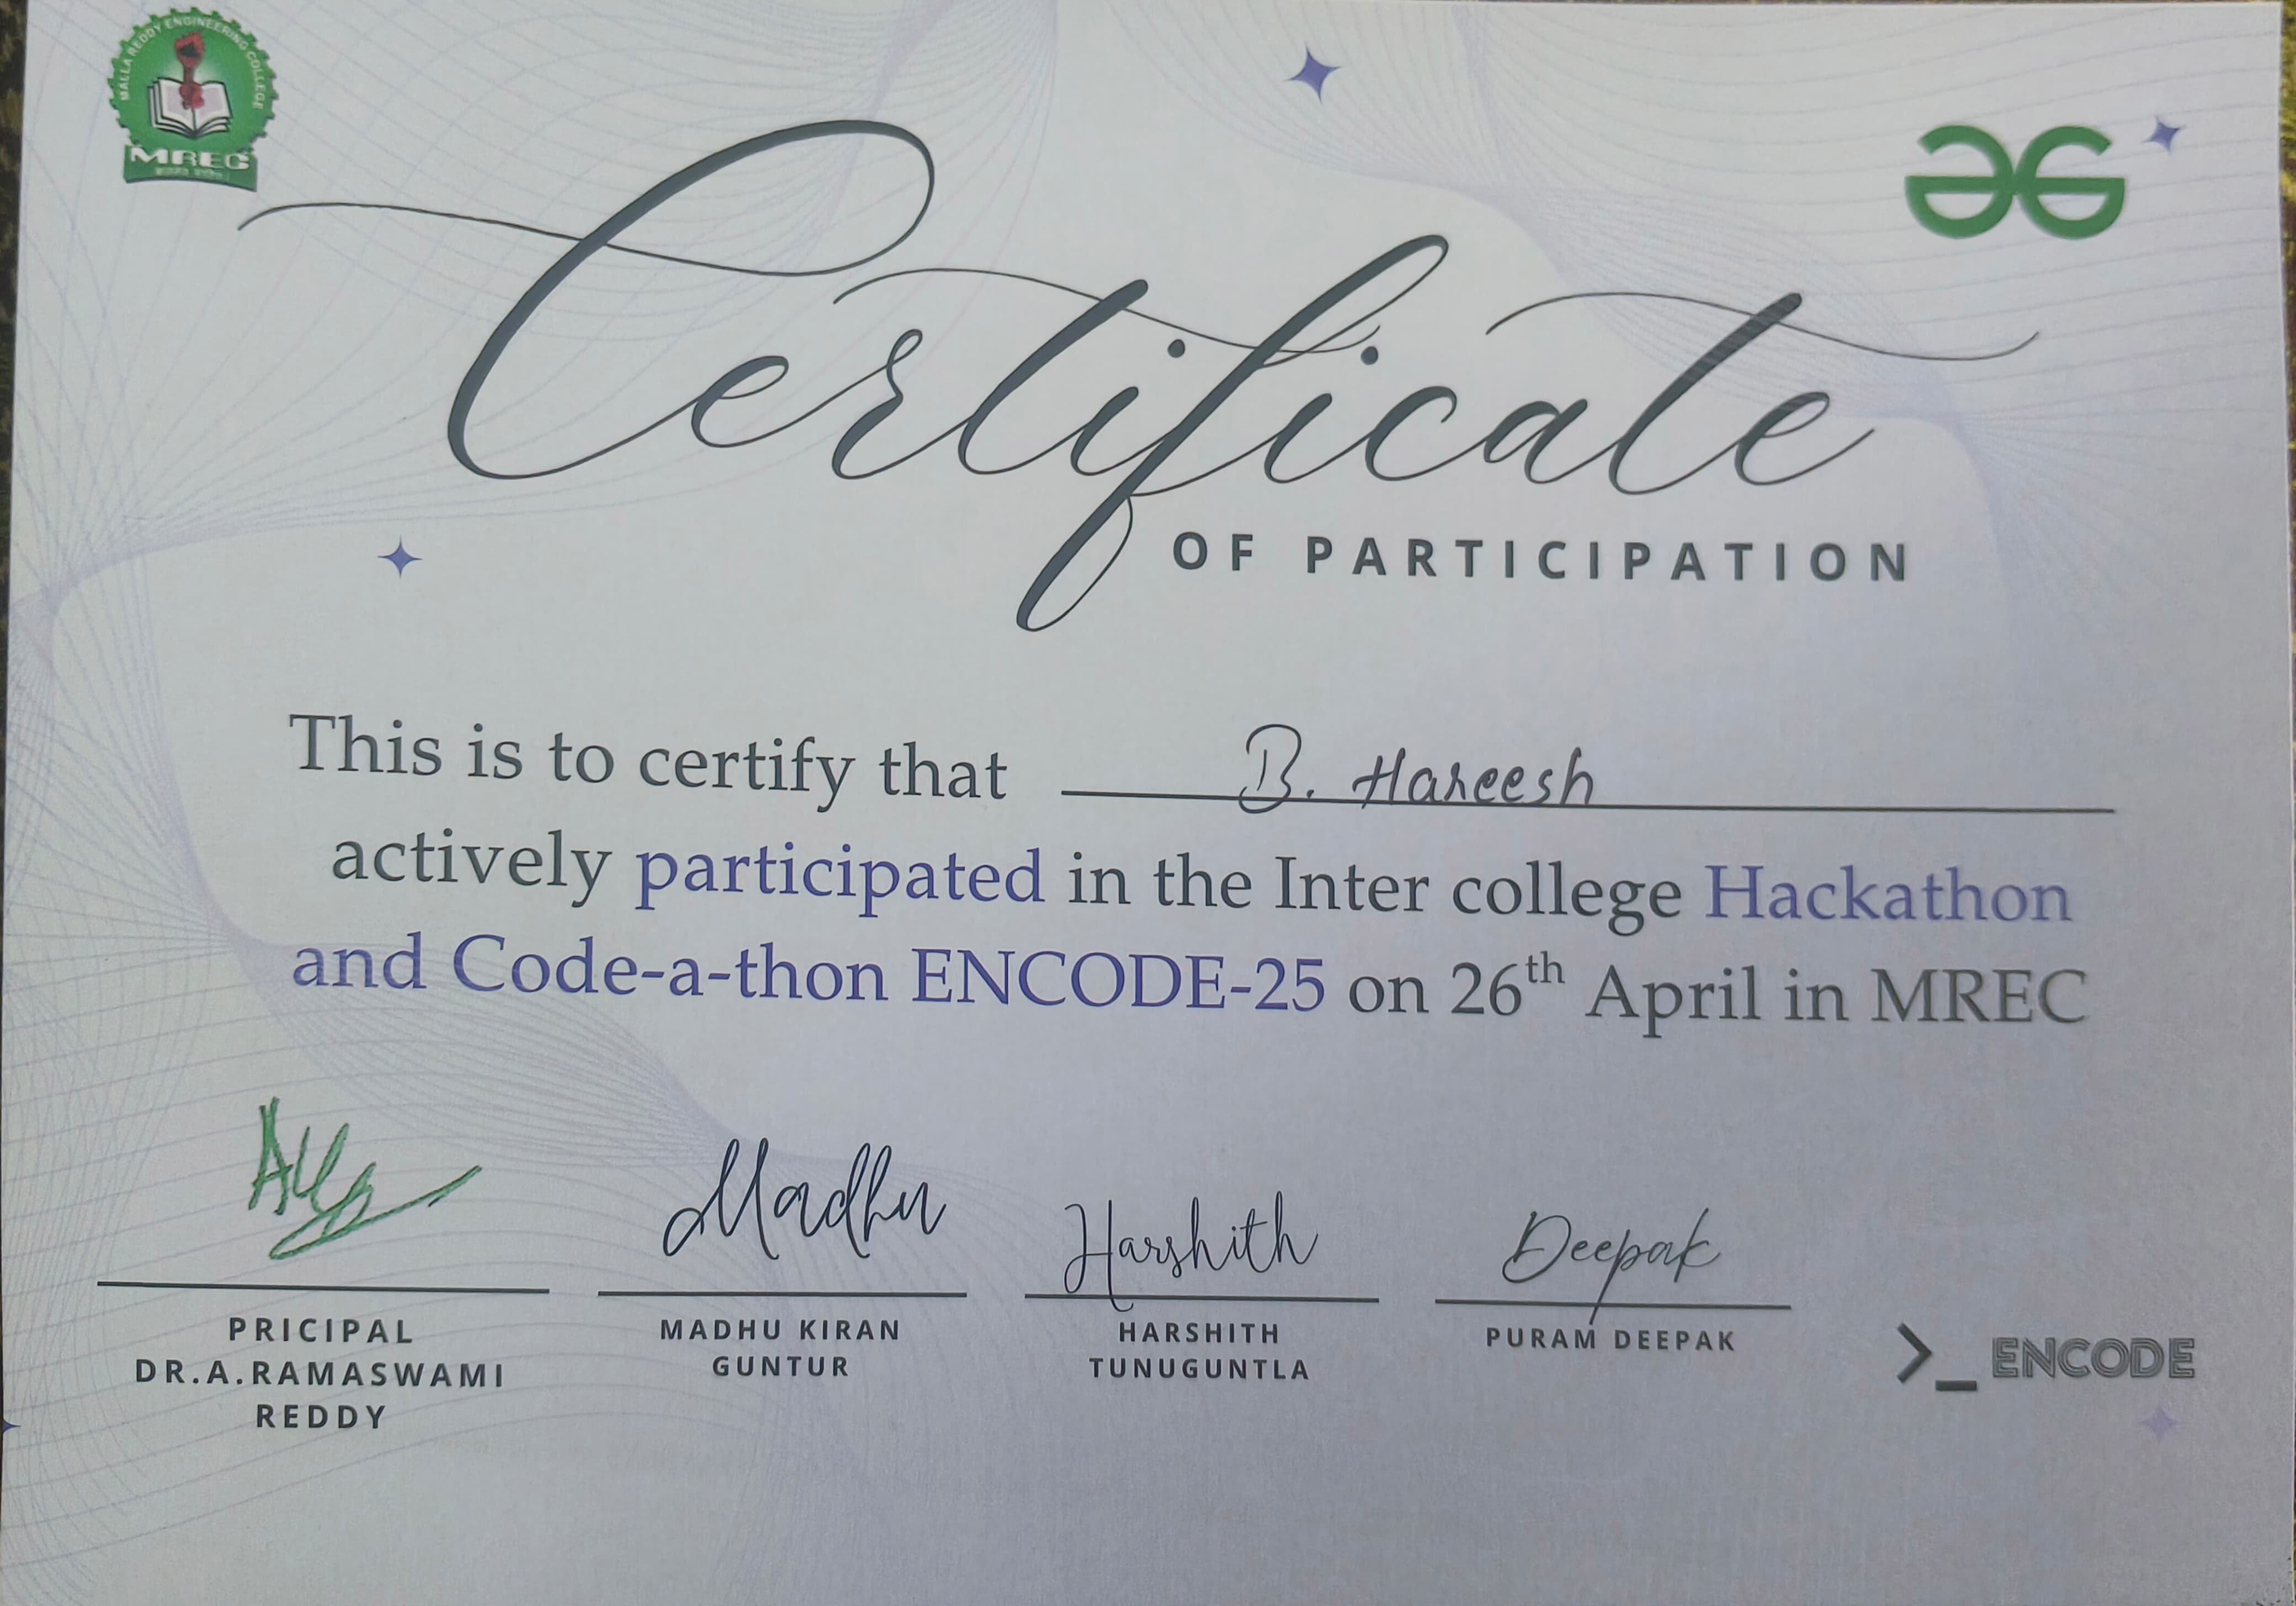 MALLA REDDY ENGINEERING COLLEGE
MREC
Certificate
OF PARTICIPATION
This is to certify that B. Hareesh
actively participated in the Inter college Hackathon
and Code-a-thon ENCODE-25 on 26th April in MREC
Madhu Harshith Deepak
PRICIPAL
DR.A.RAMASWAMI
REDDY
MADHU KIRAN
GUNTUR
HARSHITH
TUNUGUNTLA
PURAM DEEPAK
>_ ENCODE